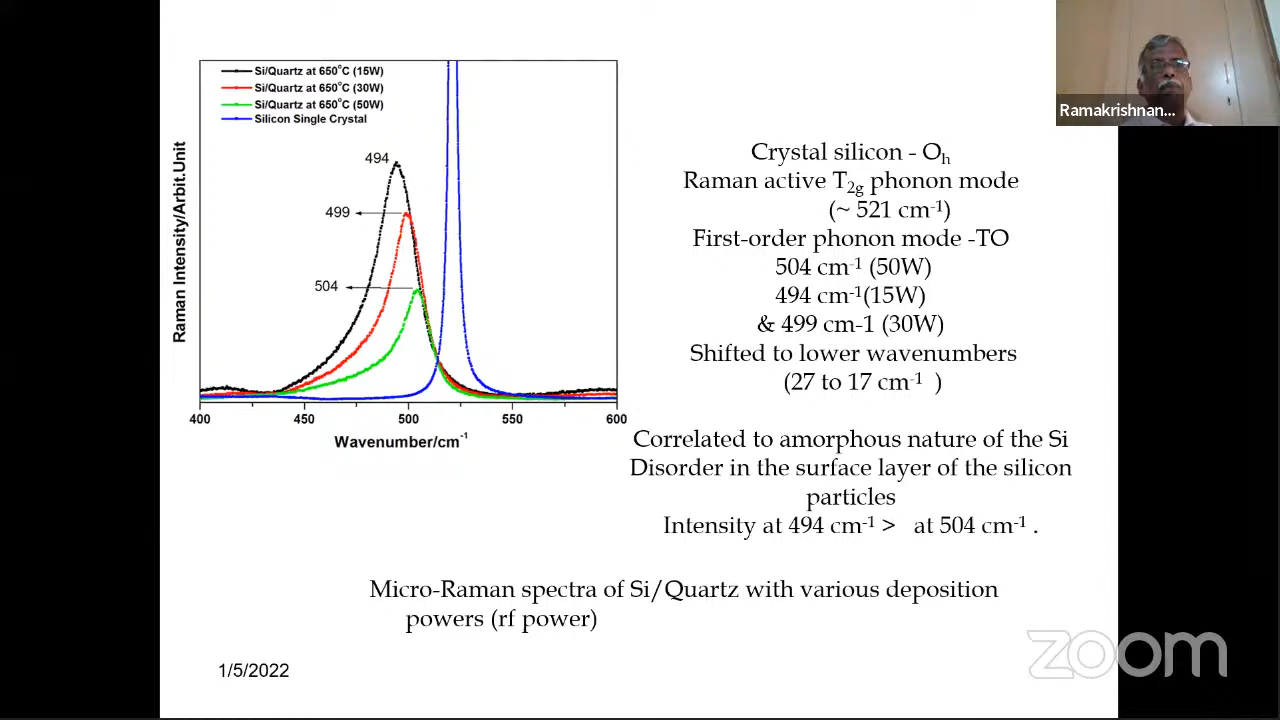 Si/Quartz at 650°C (15W)
Si/Quartz at 650°C (30W)
Si/Quartz at 650°C (50W)
Silicon Single Crystal
494
499
504
Raman Intensity/Arbit.Unit
400 450 500 550 600
Wavenumber/cm-1
Ramakrishnan...
Crystal silicon - Oh
Raman active T2g phonon mode
(~ 521 cm-1)
First-order phonon mode -TO
504 cm-1 (50W)
494 cm-1(15W)
& 499 cm-1 (30W)
Shifted to lower wavenumbers
(27 to 17 cm-1 )
Correlated to amorphous nature of the Si
Disorder in the surface layer of the silicon
particles
Intensity at 494 cm-1 > at 504 cm-1 .
Micro-Raman spectra of Si/Quartz with various deposition
powers (rf power)
1/5/2022
zoom